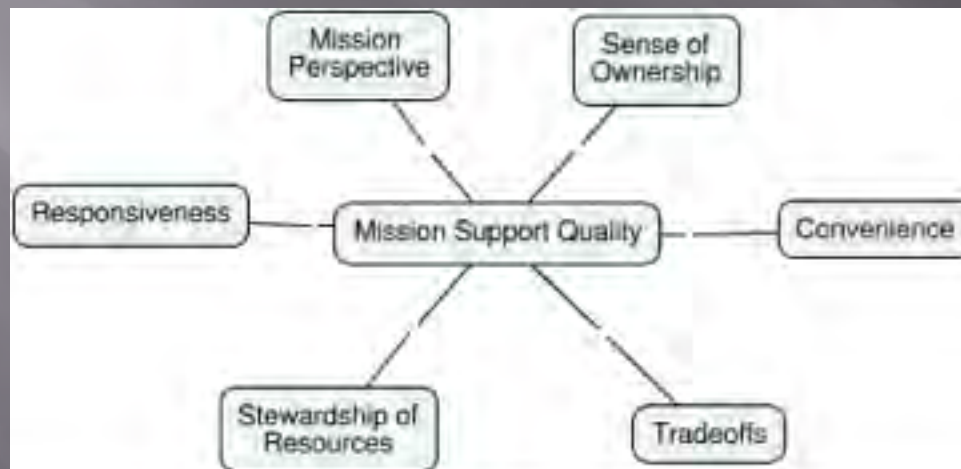 Mission
Perspective
Sense of
Ownership
Responsiveness
Mission Support Quality
Convenience
Stewardship of
Resources
Tradeoffs